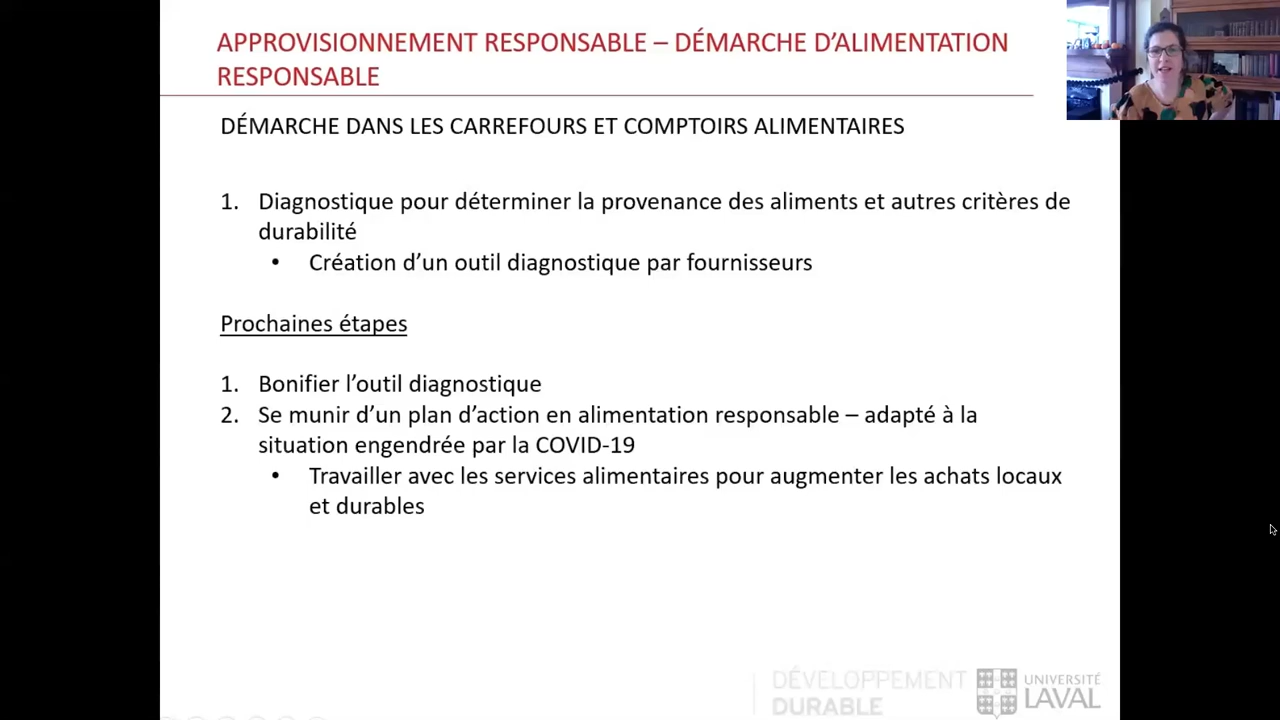 APPROVISIONNEMENT RESPONSABLE – DÉMARCHE D’ALIMENTATION
RESPONSABLE
DÉMARCHE DANS LES CARREFOURS ET COMPTOIRS ALIMENTAIRES
1. Diagnostique pour déterminer la provenance des aliments et autres critères de
durabilité
• Création d’un outil diagnostique par fournisseurs
Prochaines étapes
1. Bonifier l’outil diagnostique
2. Se munir d’un plan d’action en alimentation responsable – adapté à la
situation engendrée par la COVID-19
• Travailler avec les services alimentaires pour augmenter les achats locaux
et durables
DÉVELOPPEMENT
DURABLE
UNIVERSITÉ
LAVAL